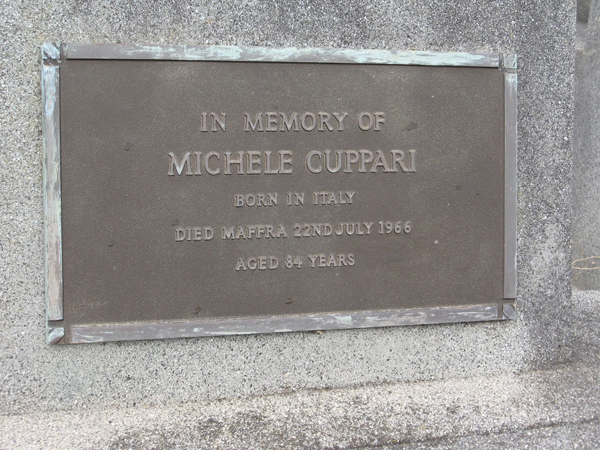 IN MEMORY OF
MICHELE CUPPARI
BORN IN ITALY
DIED MAFFRA 22ND JULY 1966
AGED 84 YEARS